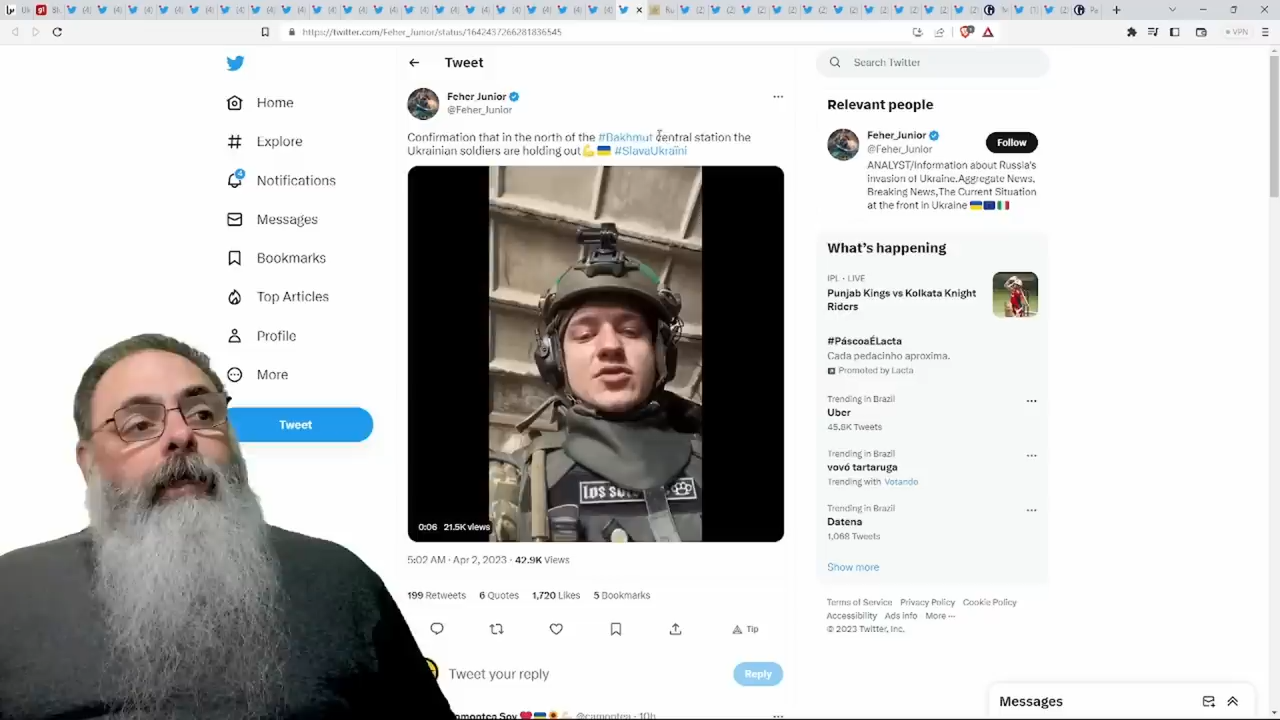 https://twitter.com/Feher_Junior/status/1642437266281836545
VPN
Tweet
Home
Explore
4
Notifications
Messages
Bookmarks
Top Articles
Profile
More
Tweet
Feher Junior
@Feher_Junior
Confirmation that in the north of the #Bakhmut central station the
Ukrainian soldiers are holding out💪🇺🇦 #SlavaUkraïni
0:06 21.5K views
5:02 AM · Apr 2, 2023 · 42.9K Views
199 Retweets 6 Quotes 1,720 Likes 5 Bookmarks
Tip
Tweet your reply
Reply
Search Twitter
Relevant people
Feher_Junior
@Feher_Junior
Follow
ANALYST/Information about Russia's
invasion of Ukraine.Aggregate News,
Breaking News,The Current Situation
at the front in Ukraine 🇺🇦🇪🇺🇮🇹
What's happening
IPL · LIVE
Punjab Kings vs Kolkata Knight
Riders
#PáscoaÉLacta
Cada pedacinho aproxima.
Promoted by Lacta
Trending in Brazil
Uber
45.8K Tweets
Trending in Brazil
vovó tartaruga
Trending with Votando
Trending in Brazil
Datena
1,068 Tweets
Show more
Terms of Service Privacy Policy Cookie Policy
Accessibility Ads info More ···
© 2023 Twitter, Inc.
Messages